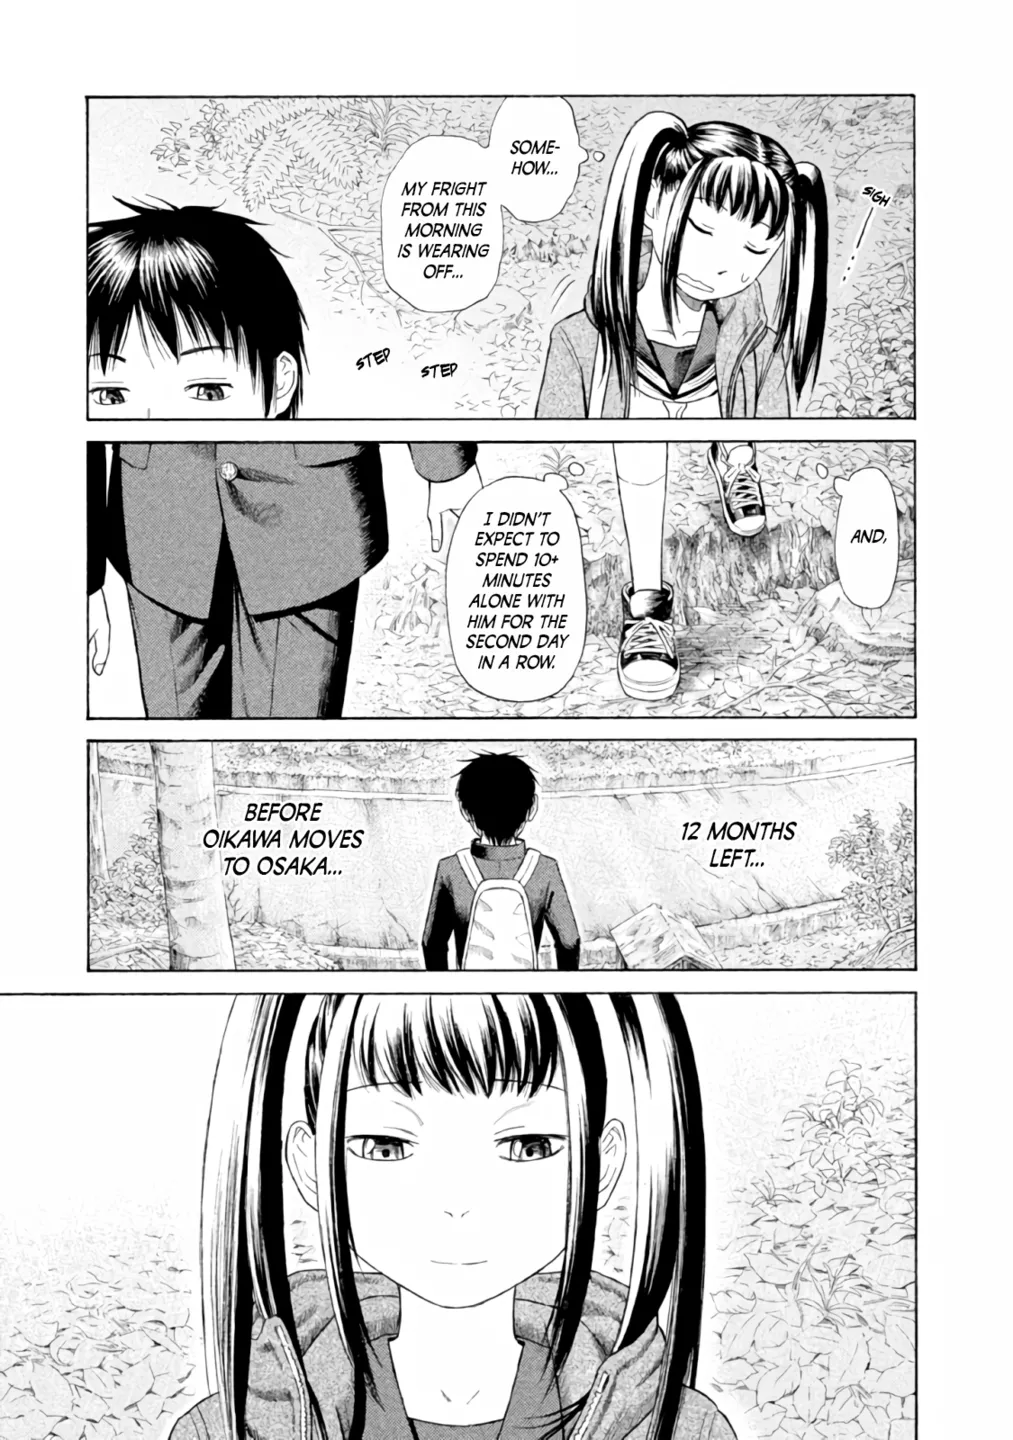 SOME-
HOW...
MY FRIGHT
FROM THIS
MORNING
IS WEARING
OFF...
SIGH
STEP
STEP
AND,
I DIDN'T
EXPECT TO
SPEND 10+
MINUTES
ALONE WITH
HIM FOR THE
SECOND DAY
IN A ROW.
12 MONTHS
LEFT...
BEFORE
OIKAWA MOVES
TO OSAKA...